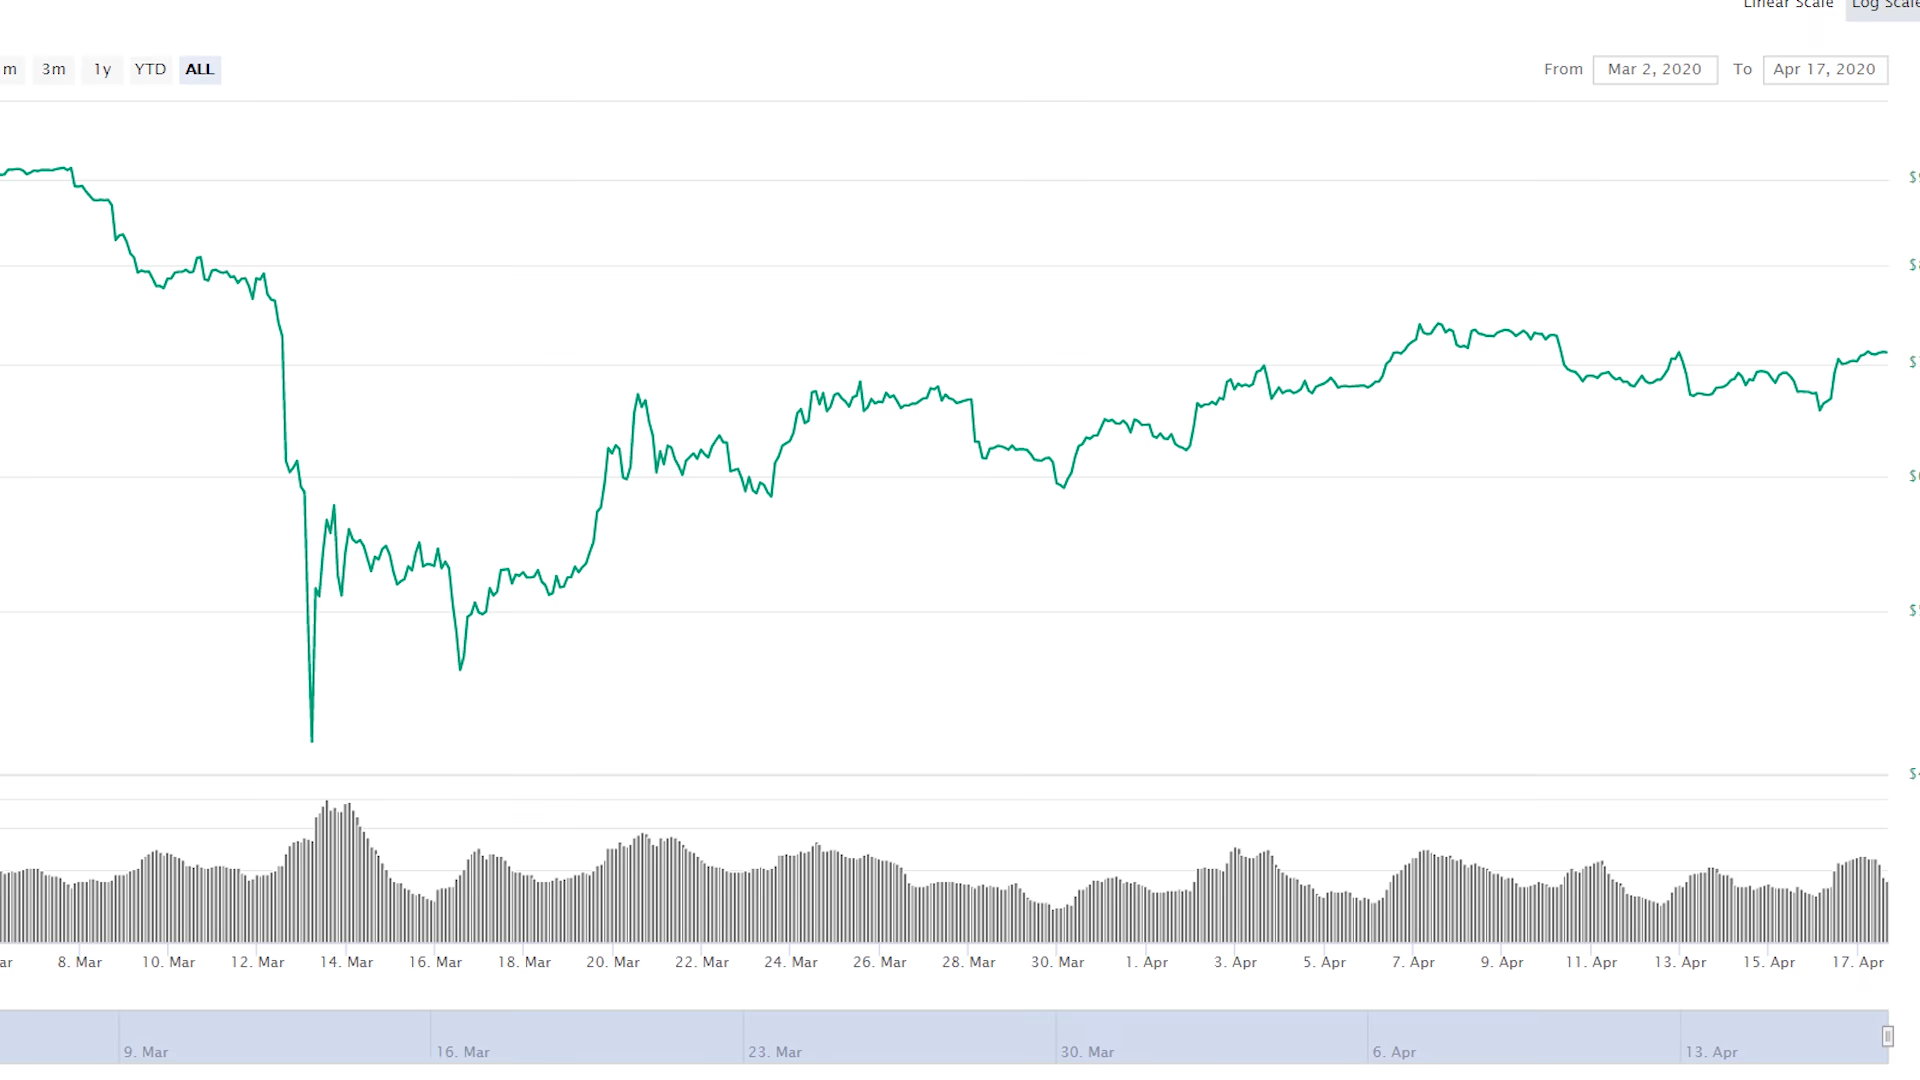 Linear Scale Log Scale
m 3m 1y YTD ALL From Mar 2, 2020 To Apr 17, 2020
$
$
$
$
$
$
ar 8. Mar 10. Mar 12. Mar 14. Mar 16. Mar 18. Mar 20. Mar 22. Mar 24. Mar 26. Mar 28. Mar 30. Mar 1. Apr 3. Apr 5. Apr 7. Apr 9. Apr 11. Apr 13. Apr 15. Apr 17. Apr
9. Mar 16. Mar 23. Mar 30. Mar 6. Apr 13. Apr